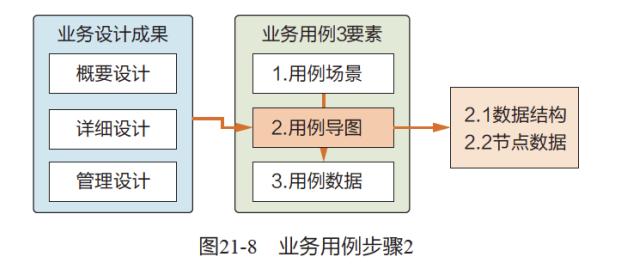 业务设计成果
概要设计
详细设计
管理设计
业务用例3要素
1.用例场景
2.用例导图
3.用例数据
2.1数据结构
2.2节点数据
图21-8 业务用例步骤2